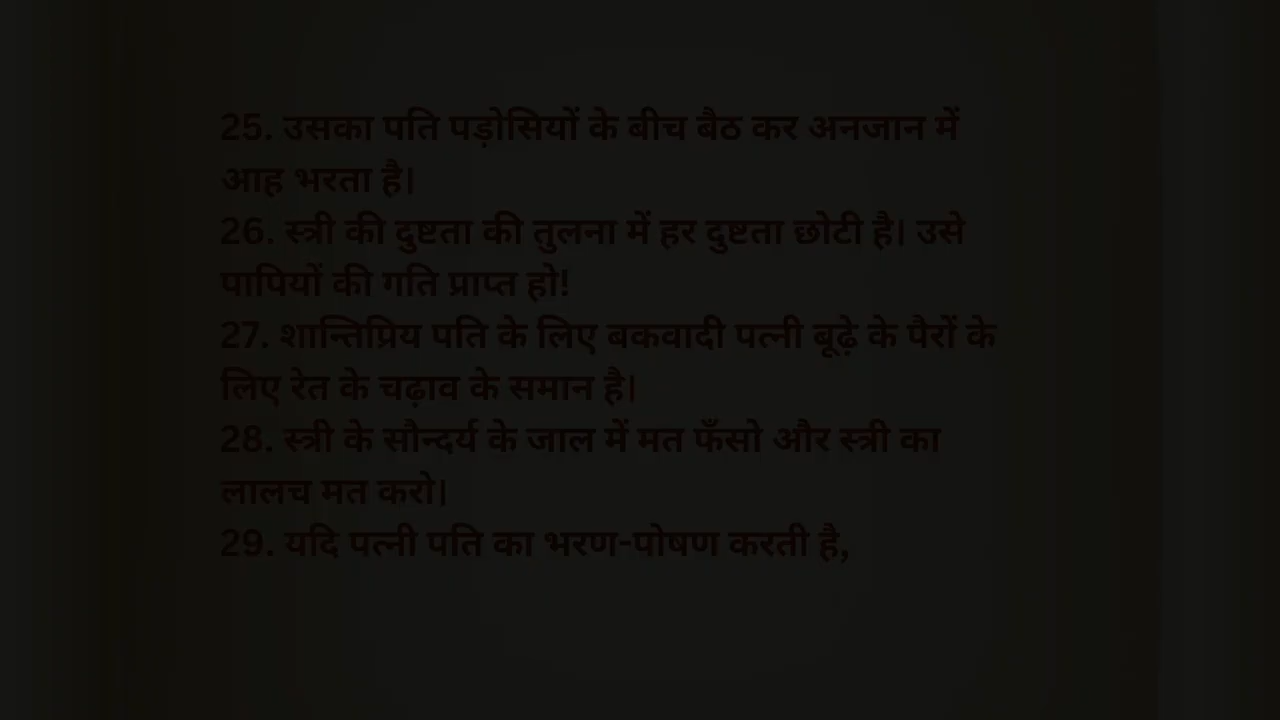 25. उसका पति पड़ोसियों के बीच बैठ कर अनजान में
आह भरता है।
26. स्त्री की दुष्टता की तुलना में हर दुष्टता छोटी है। उसे
पापियों की गति प्राप्त हो!
27. शान्तिप्रिय पति के लिए बकवादी पत्नी बूढ़े के पैरों के
लिए रेत के चढ़ाव के समान है।
28. स्त्री के सौन्दर्य के जाल में मत फँसो और स्त्री का
लालच मत करो।
29. यदि पत्नी पति का भरण-पोषण करती है,